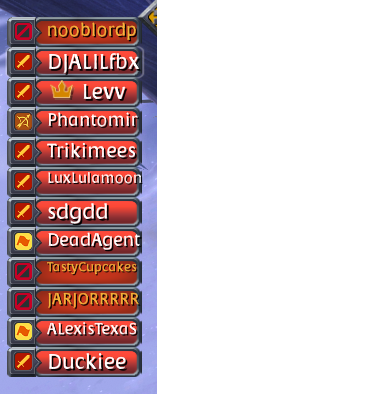 nooblordp
DJALILfbx
Levv
Phantomir
Trikimees
LuxLulamoon
sdgdd
DeadAgent
TastyCupcakes
JARJORRRRR
ALexisTexaS
Duckiee